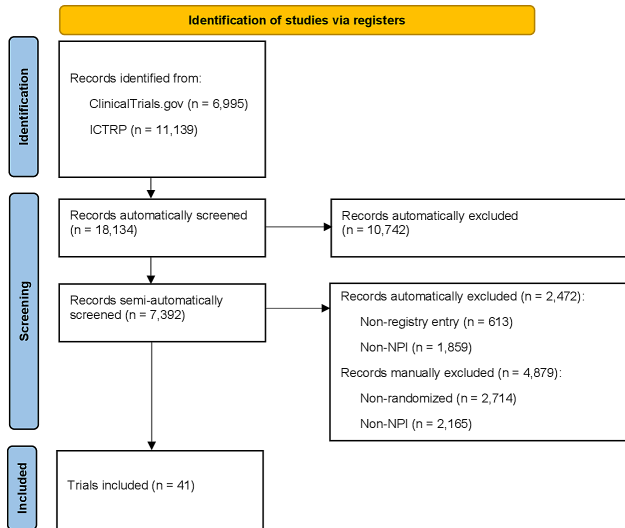 Identification of studies via registers
Identification
Records identified from:
ClinicalTrials.gov (n = 6,995)
ICTRP (n = 11,139)
Screening
Records automatically screened
(n = 18,134)
Records automatically excluded
(n = 10,742)
Records semi-automatically
screened (n = 7,392)
Records automatically excluded (n = 2,472):
Non-registry entry (n = 613)
Non-NPI (n = 1,859)
Records manually excluded (n = 4,879):
Non-randomized (n = 2,714)
Non-NPI (n = 2,165)
Included
Trials included (n = 41)